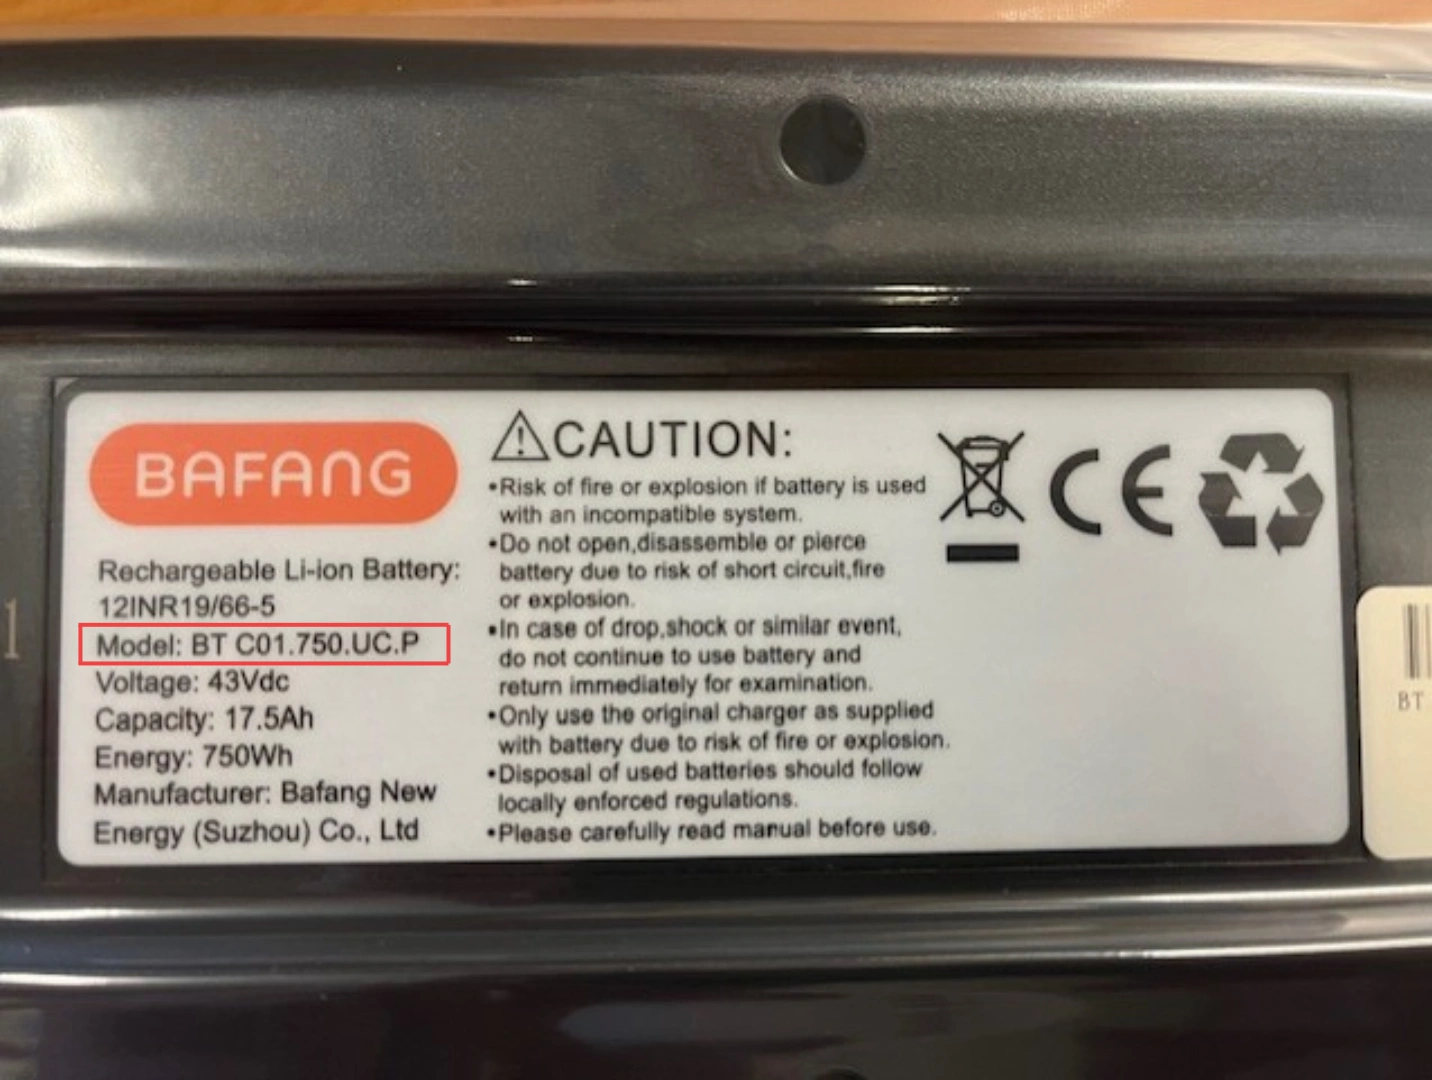 BAFANG
Rechargeable Li-ion Battery:
12INR19/66-5
Model: BT C01.750.UC.P
Voltage: 43Vdc
Capacity: 17.5Ah
Energy: 750Wh
Manufacturer: Bafang New
Energy (Suzhou) Co., Ltd
CAUTION:
•Risk of fire or explosion if battery is used
with an incompatible system.
•Do not open,disassemble or pierce
battery due to risk of short circuit,fire
or explosion.
•In case of drop,shock or similar event,
do not continue to use battery and
return immediately for examination.
•Only use the original charger as supplied
with battery due to risk of fire or explosion.
•Disposal of used batteries should follow
locally enforced regulations.
•Please carefully read manual before use.
CE
BT